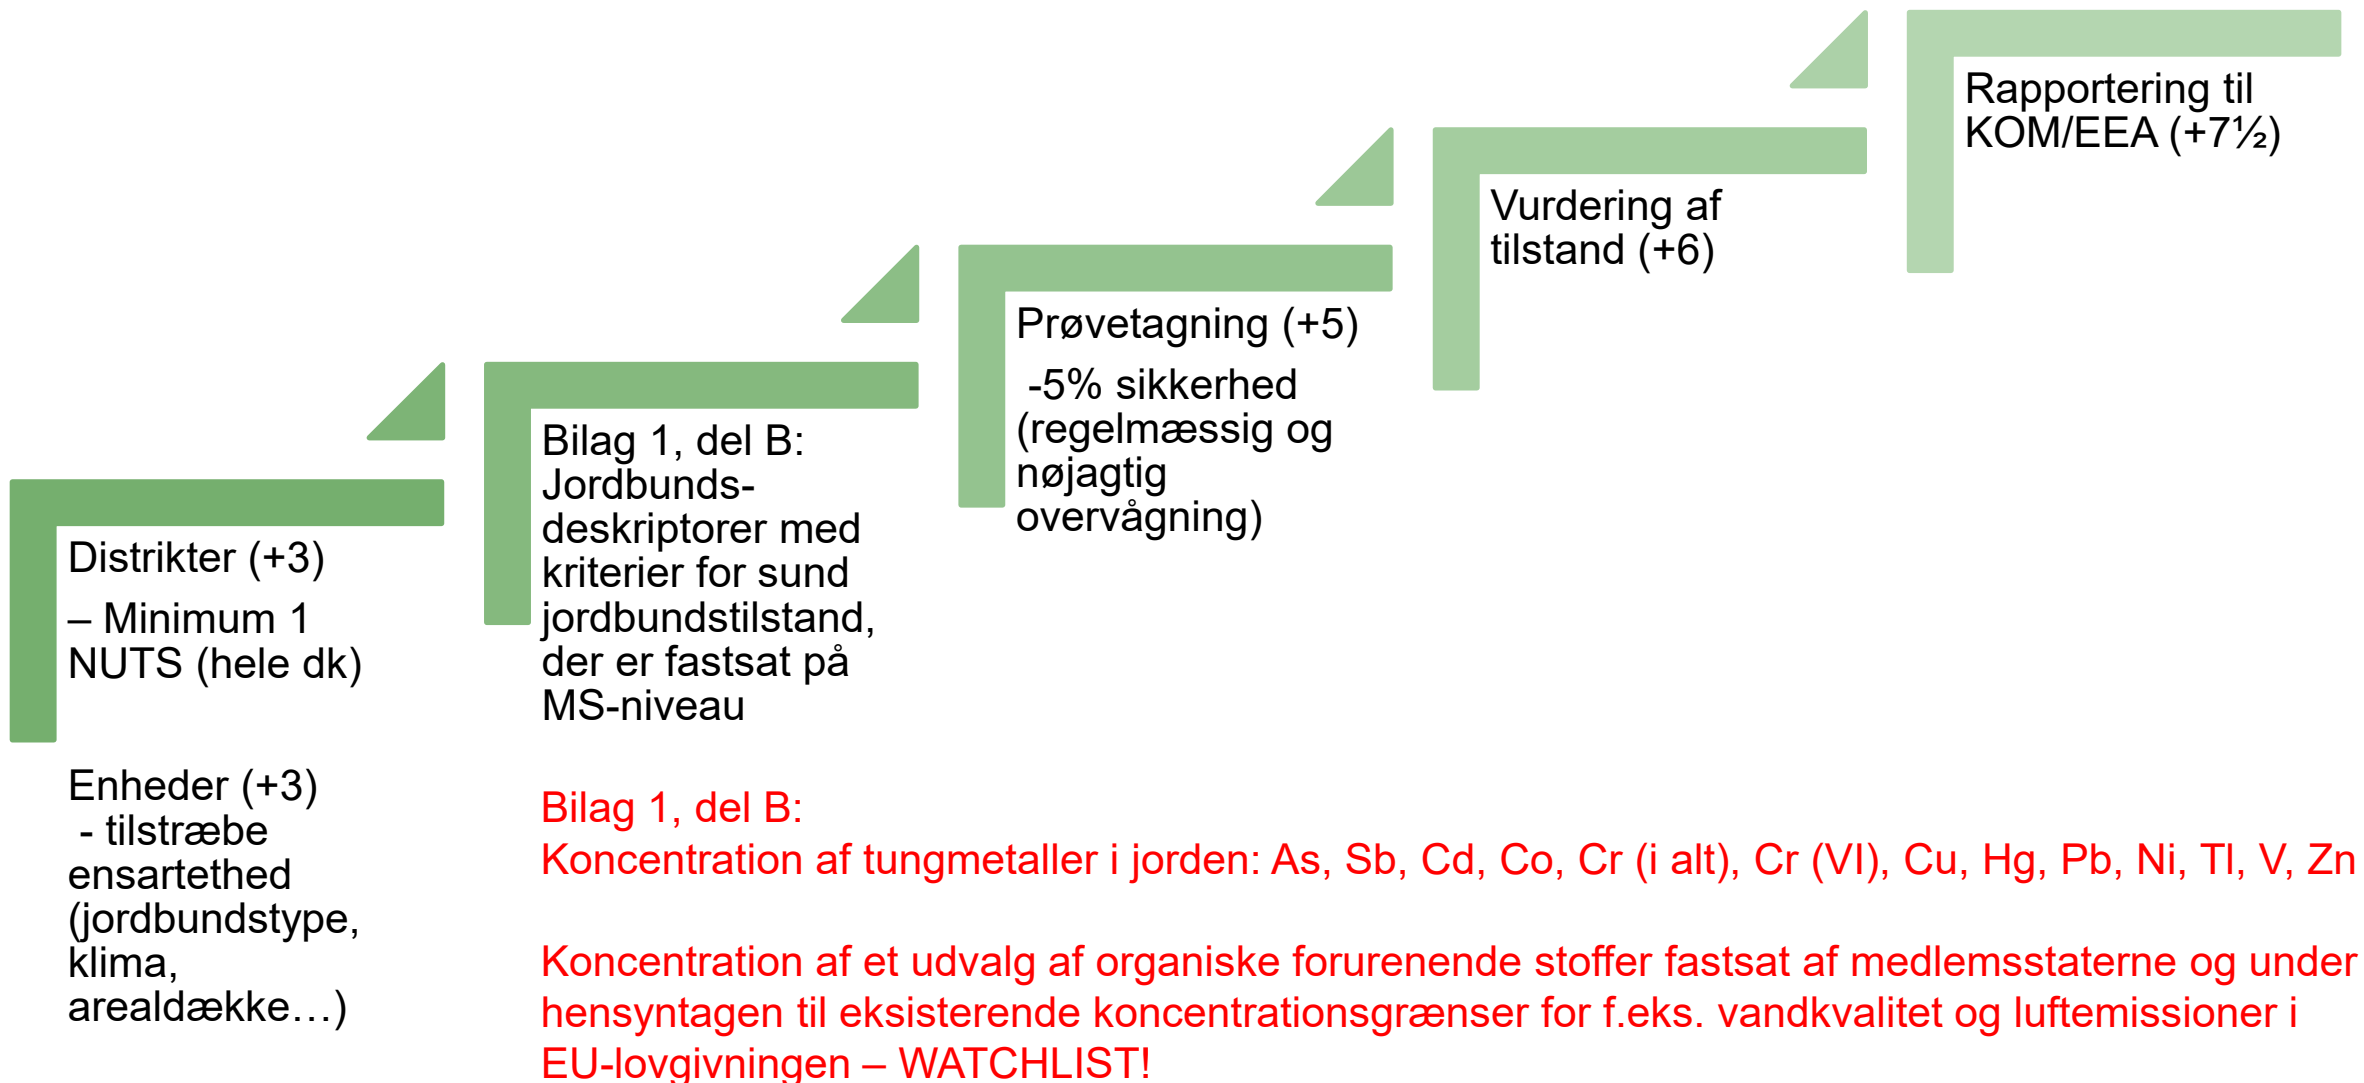 Distrikter (+3)
– Minimum 1
NUTS (hele dk)
Enheder (+3)
- tilstræbe
ensartethed
(jordbundstype,
klima,
arealdække…)
Bilag 1, del B:
Jordbunds-
deskriptorer med
kriterier for sund
jordbundstilstand,
der er fastsat på
MS-niveau
Prøvetagning (+5)
-5% sikkerhed
(regelmæssig og
nøjagtig
overvågning)
Vurdering af
tilstand (+6)
Rapportering til
KOM/EEA (+7½)
Bilag 1, del B:
Koncentration af tungmetaller i jorden: As, Sb, Cd, Co, Cr (i alt), Cr (VI), Cu, Hg, Pb, Ni, Tl, V, Zn
Koncentration af et udvalg af organiske forurenende stoffer fastsat af medlemsstaterne og under
hensyntagen til eksisterende koncentrationsgrænser for f.eks. vandkvalitet og luftemissioner i
EU-lovgivningen – WATCHLIST!